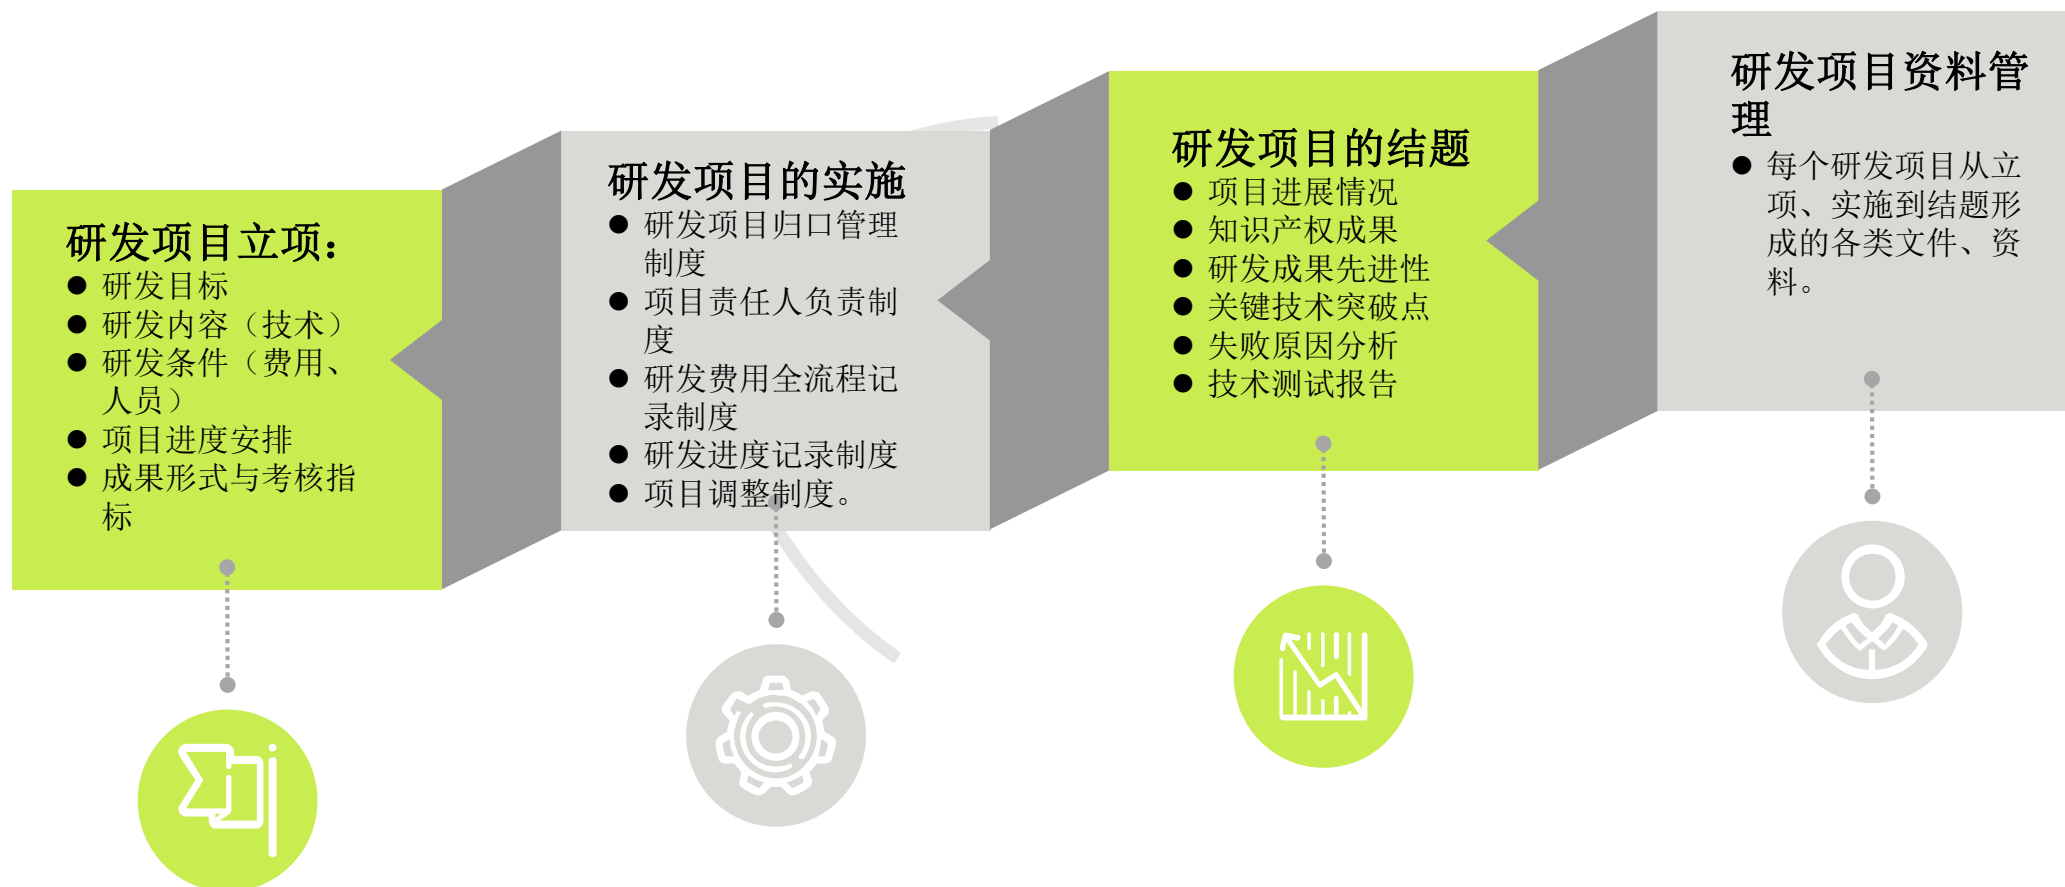 研发项目立项：
● 研发目标
● 研发内容（技术）
● 研发条件（费用、
人员）
● 项目进度安排
● 成果形式与考核指
标
研发项目的实施
● 研发项目归口管理
制度
● 项目责任人负责制
度
● 研发费用全流程记
录制度
● 研发进度记录制度
● 项目调整制度。
研发项目的结题
● 项目进展情况
● 知识产权成果
● 研发成果先进性
● 关键技术突破点
● 失败原因分析
● 技术测试报告
研发项目资料管
理
● 每个研发项目从立
项、实施到结题形
成的各类文件、资
料。